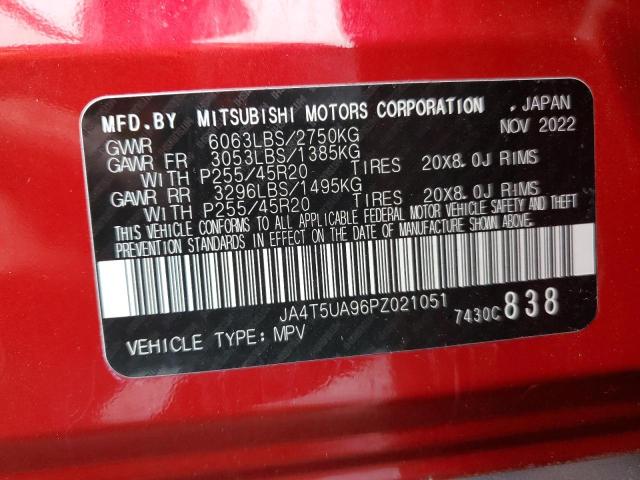 MFD.BY MITSUBISHI MOTORS CORPORATION , JAPAN
GVWR 6063LBS/2750KG NOV 2022
GAWR FR 3053LBS/1385KG
WITH P255/45R20 TIRES 20X8.0J RIMS
GAWR RR 3296LBS/1495KG
WITH P255/45R20 TIRES 20X8.0J RIMS
THIS VEHICLE CONFORMS TO ALL APPLICABLE FEDERAL MOTOR VEHICLE SAFETY AND THEFT
PREVENTION STANDARDS IN EFFECT ON THE DATE OF MANUFACTURE SHOWN ABOVE.
JA4T5UA96PZ021051
7430C 838
VEHICLE TYPE: MPV